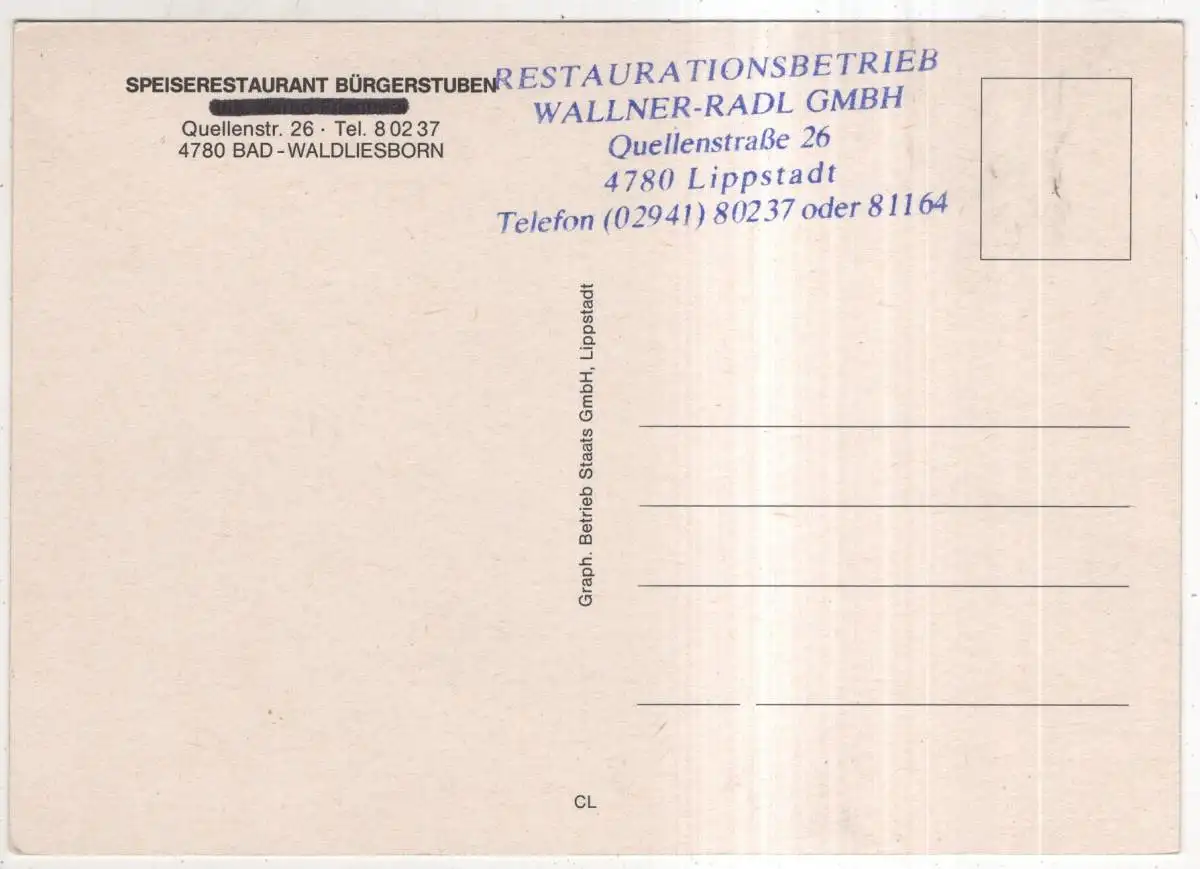 SPEISERESTAURANT BÜRGERSTUBEN
Quellenstr. 26 · Tel. 8 02 37
4780 BAD - WALDLIESBORN
RESTAURATIONSBETRIEB
WALLNER-RADL GMBH
Quellenstraße 26
4780 Lippstadt
Telefon (02941) 80237 oder 81164
Graph. Betrieb Staats GmbH, Lippstadt
CL